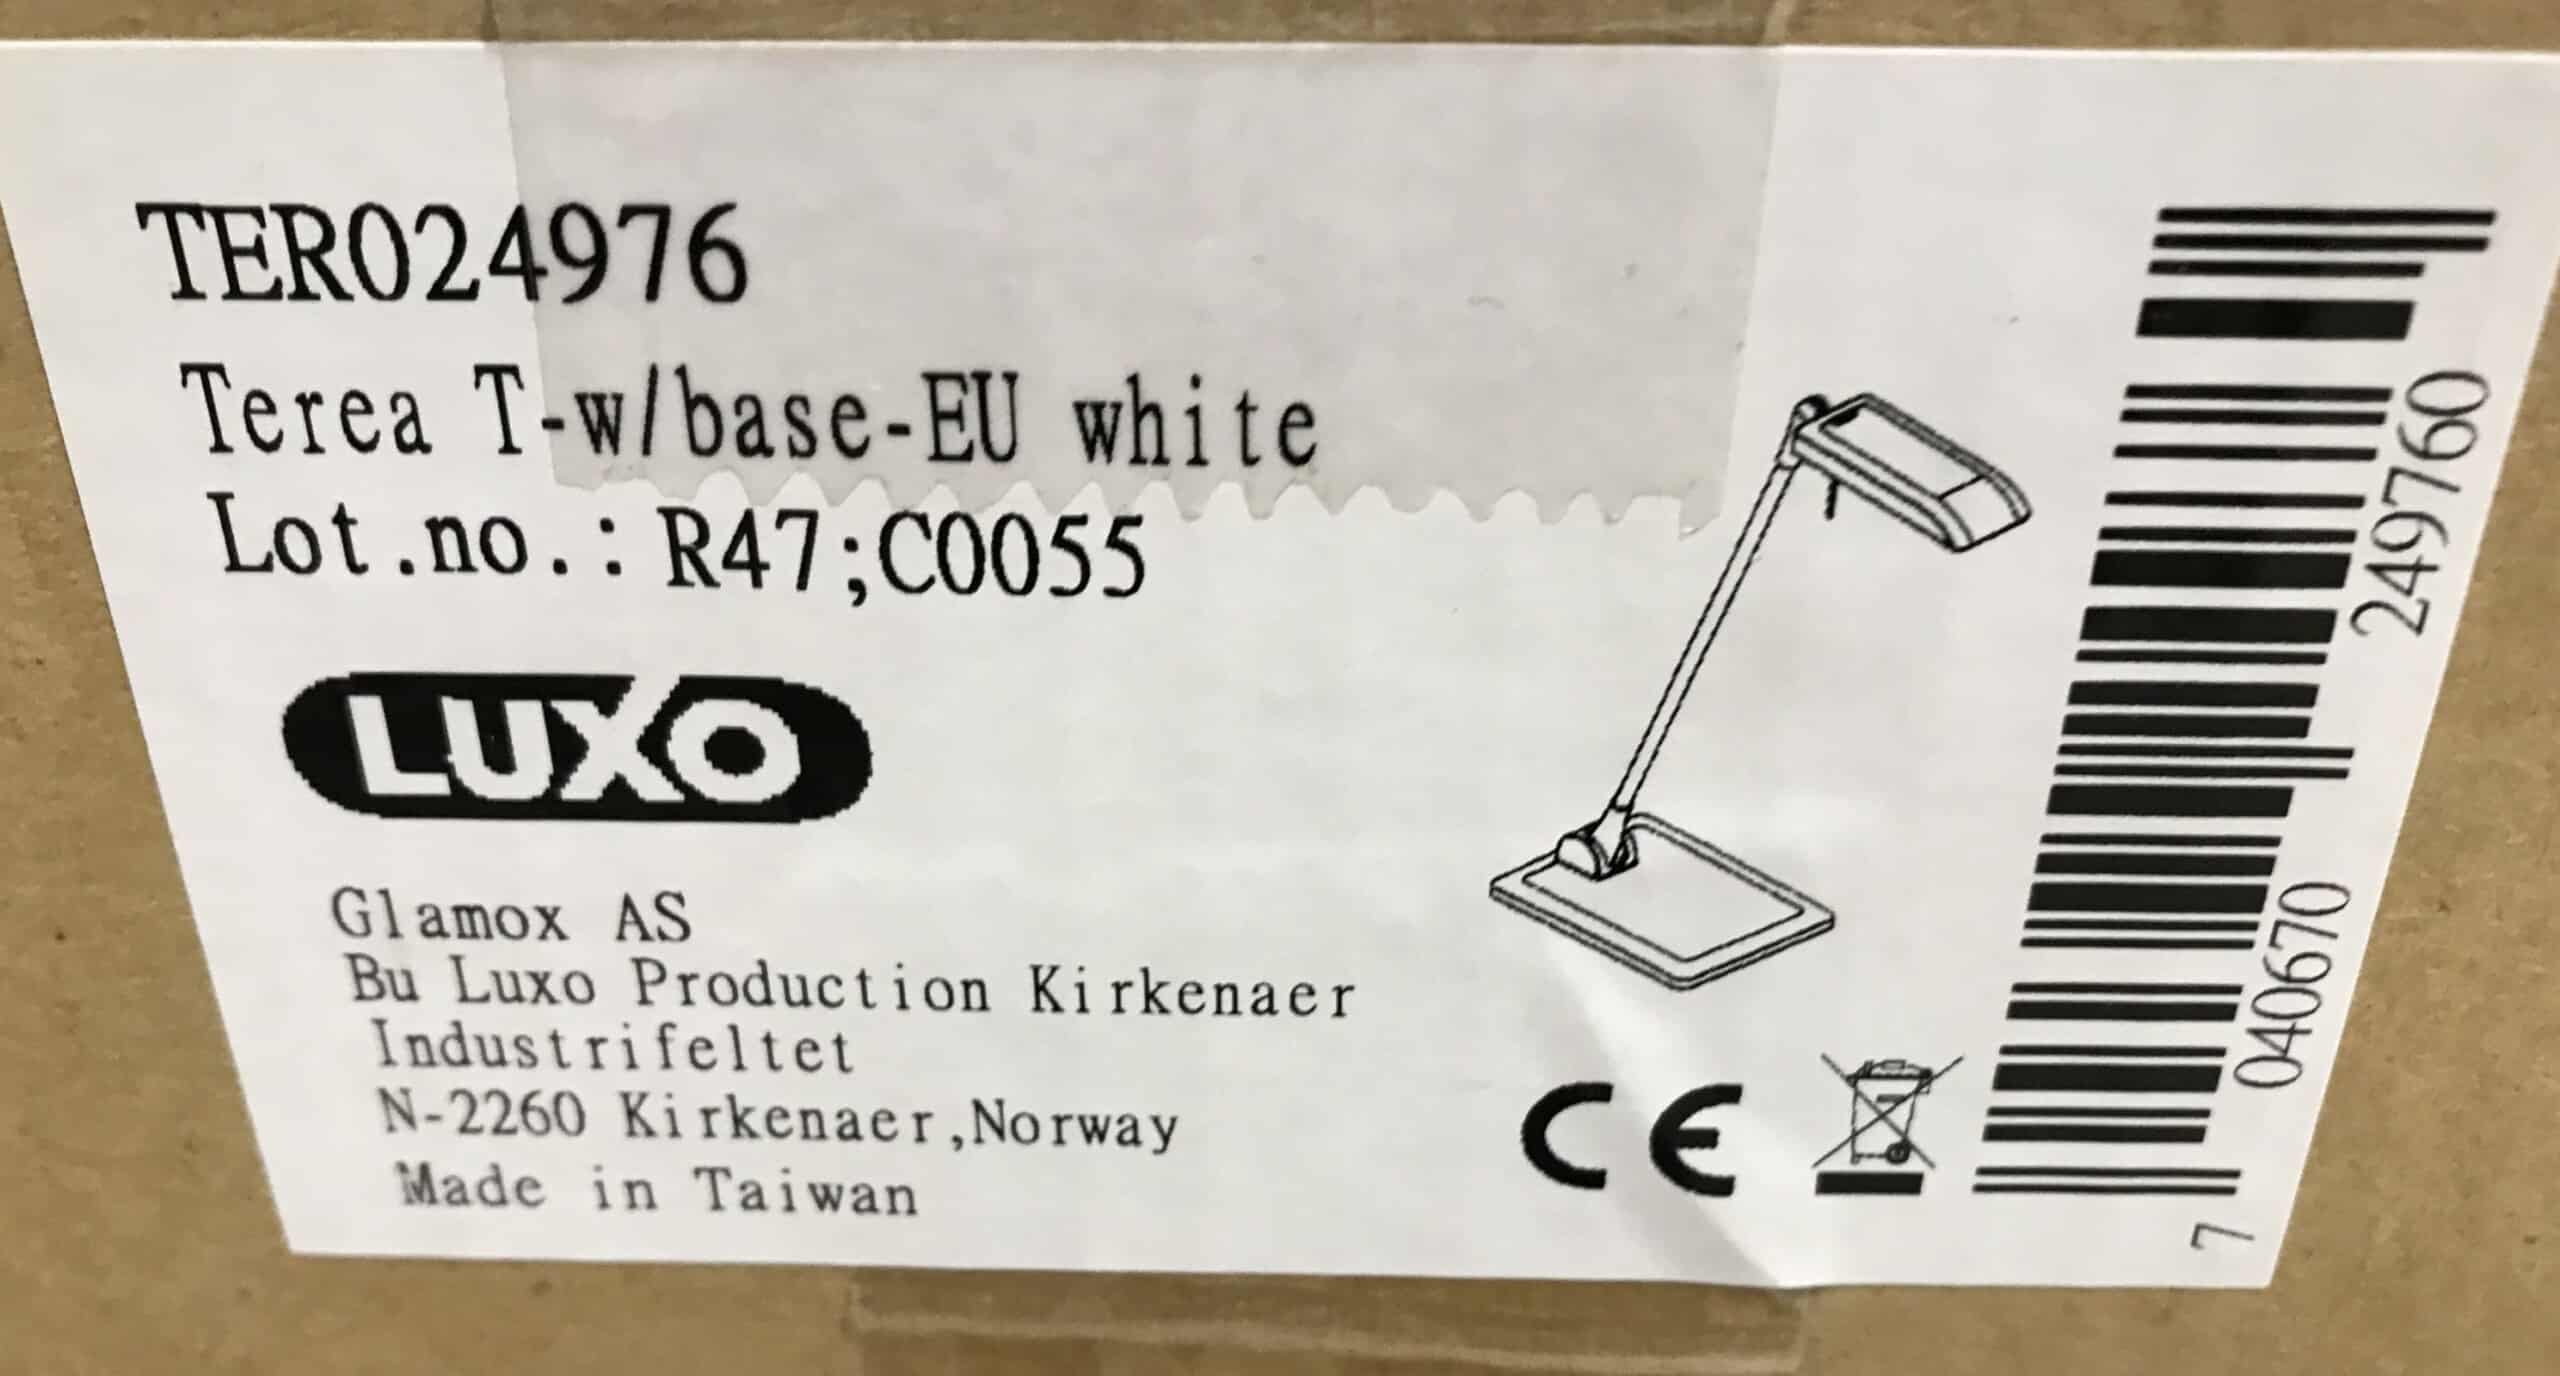 TER024976
Terea T-w/base-EU white
Lot.no.: R47;C0055
LUXO
Glamox AS
Bu Luxo Production Kirkenaer
Industrifeltet
N-2260 Kirkenaer,Norway
Made in Taiwan
CE
7 040670 249760